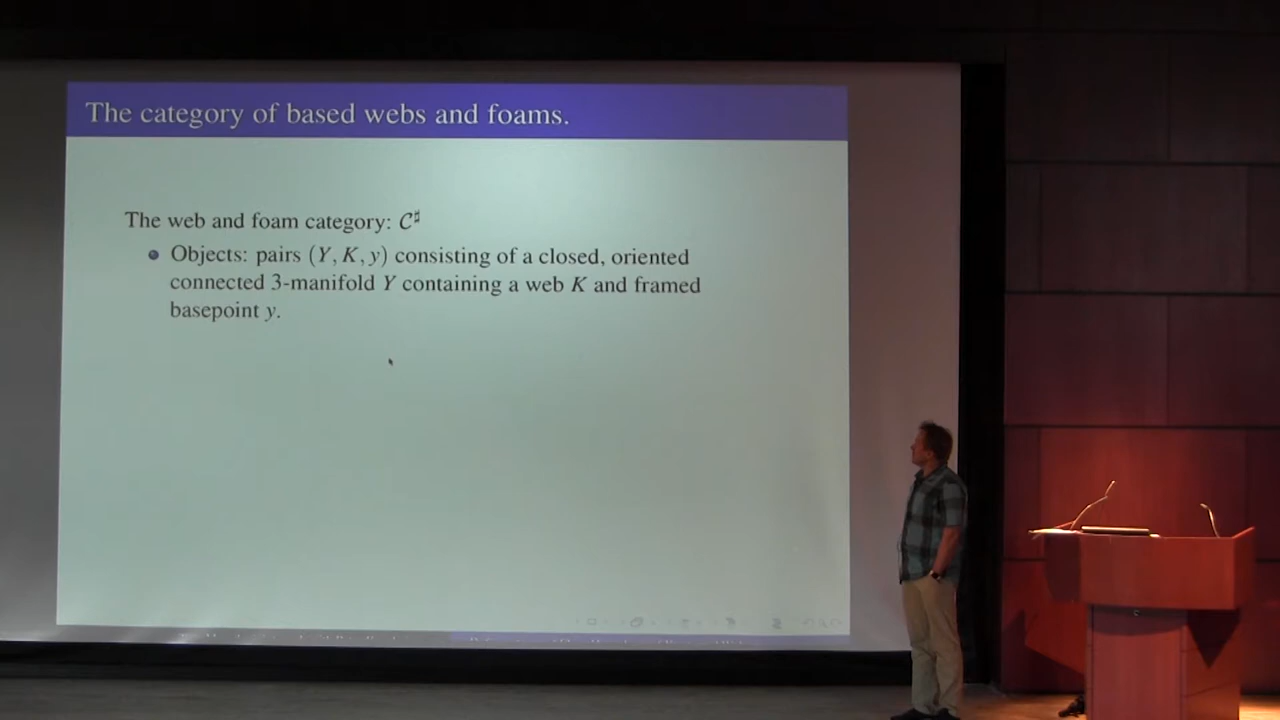 The category of based webs and foams.
The web and foam category: C♯
Objects: pairs (Y, K, y) consisting of a closed, oriented
connected 3-manifold Y containing a web K and framed
basepoint y.